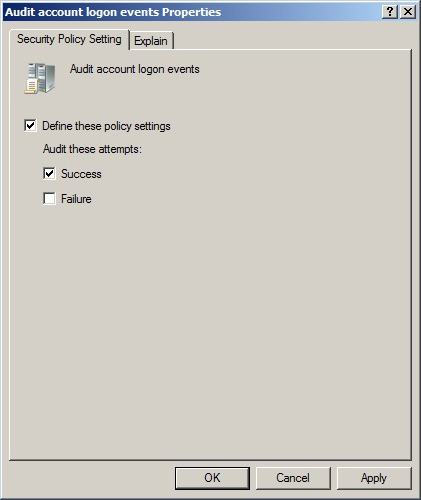 Audit account logon events Properties
Security Policy Setting
Explain
Audit account logon events
Define these policy settings
Audit these attempts:
Success
Failure
OK
Cancel
Apply